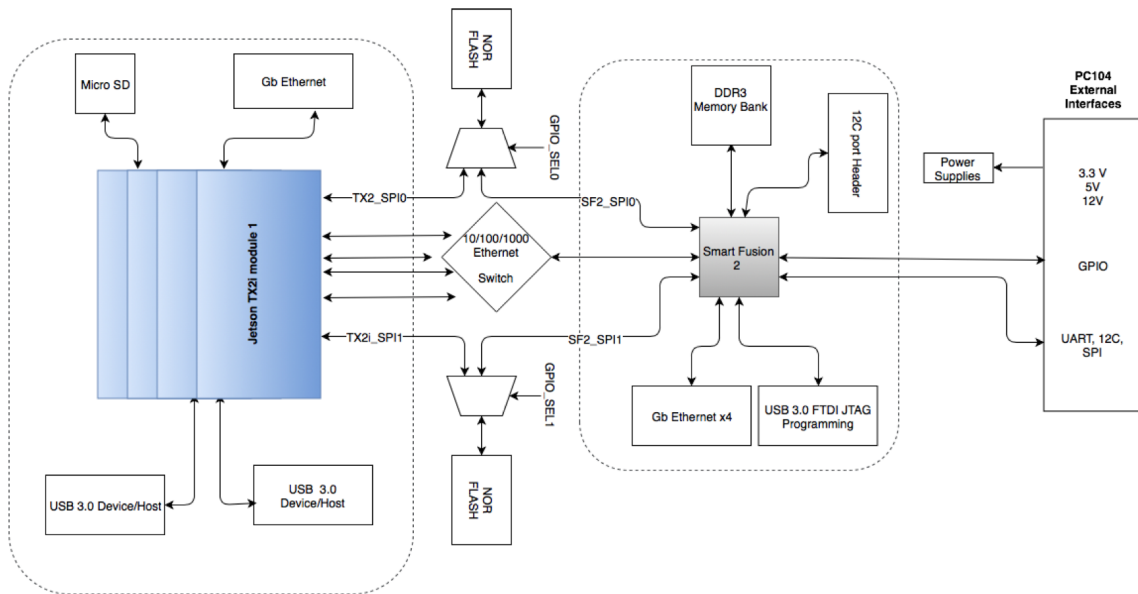 Micro SD
Gb Ethernet
Jetson TX2i module 1
USB 3.0 Device/Host
USB 3.0
Device/Host
NOR
FLASH
GPIO_SEL0
TX2_SPI0
SF2_SPI0
10/100/1000
Ethernet
Switch
TX2i_SPI1
SF2_SPI1
GPIO_SEL1
NOR
FLASH
DDR3
Memory Bank
12C port Header
Smart Fusion
2
Gb Ethernet x4
USB 3.0 FTDI JTAG
Programming
PC104
External
Interfaces
Power
Supplies
3.3 V
5V
12V
GPIO
UART, 12C,
SPI